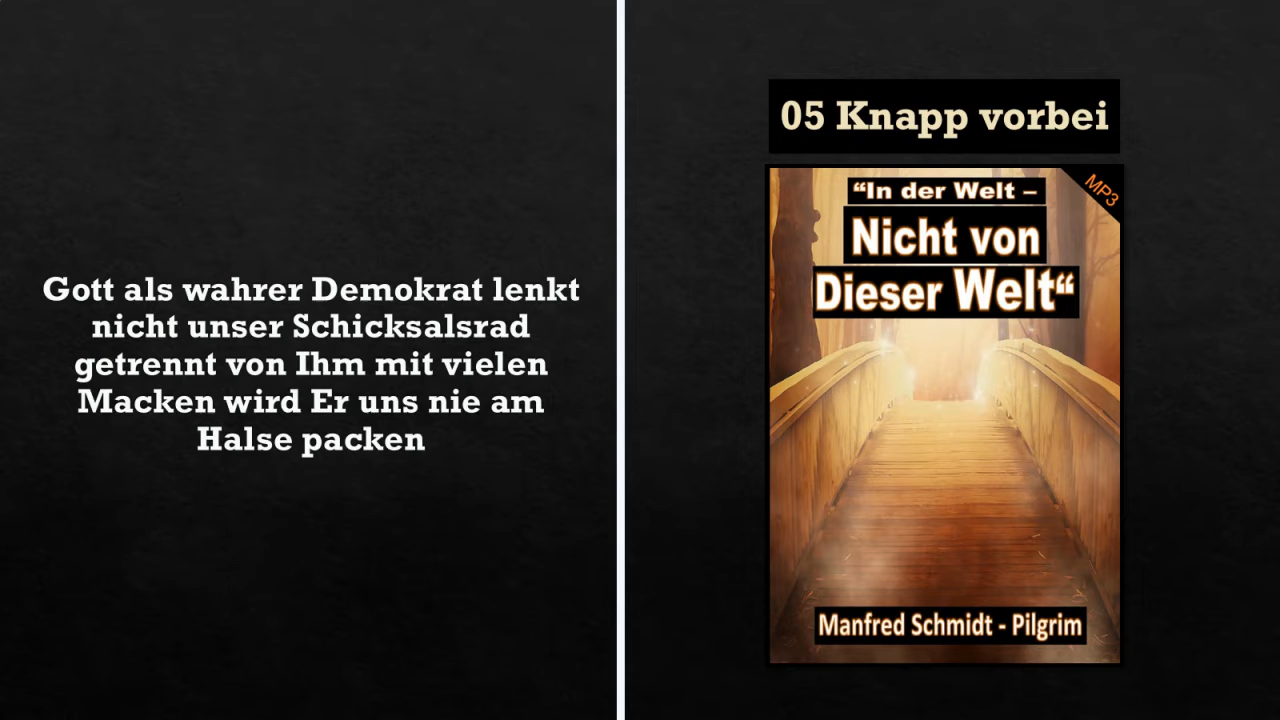 Gott als wahrer Demokrat lenkt
nicht unser Schicksalsrad
getrennt von Ihm mit vielen
Macken wird Er uns nie am
Halse packen
05 Knapp vorbei
MP3
“In der Welt –
Nicht von
Dieser Welt“
Manfred Schmidt - Pilgrim